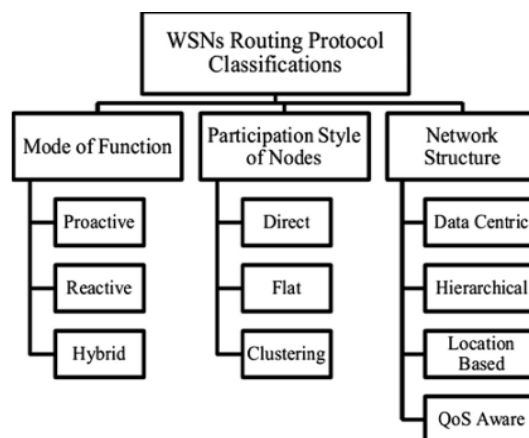 WSNs Routing Protocol
Classifications
Mode of Function
Participation Style
of Nodes
Network
Structure
Proactive
Direct
Data Centric
Reactive
Flat
Hierarchical
Hybrid
Clustering
Location
Based
QoS Aware